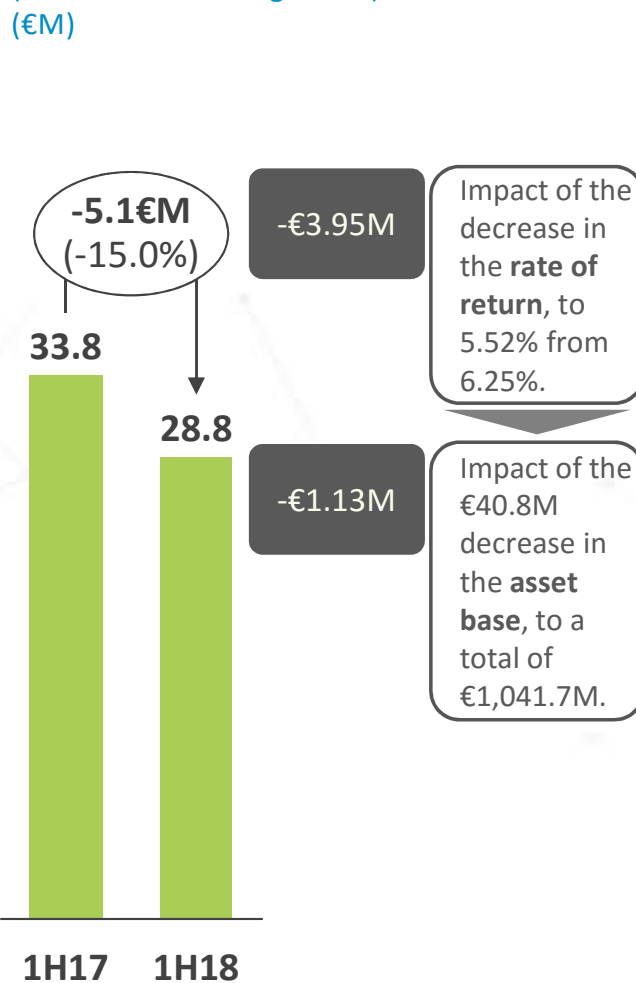 (€M)
-5.1€M
(-15.0%)
33.8
28.8
1H17
1H18
-€3.95M
Impact of the
decrease in
the rate of
return, to
5.52% from
6.25%.
-€1.13M
Impact of the
€40.8M
decrease in
the asset
base, to a
total of
€1,041.7M.